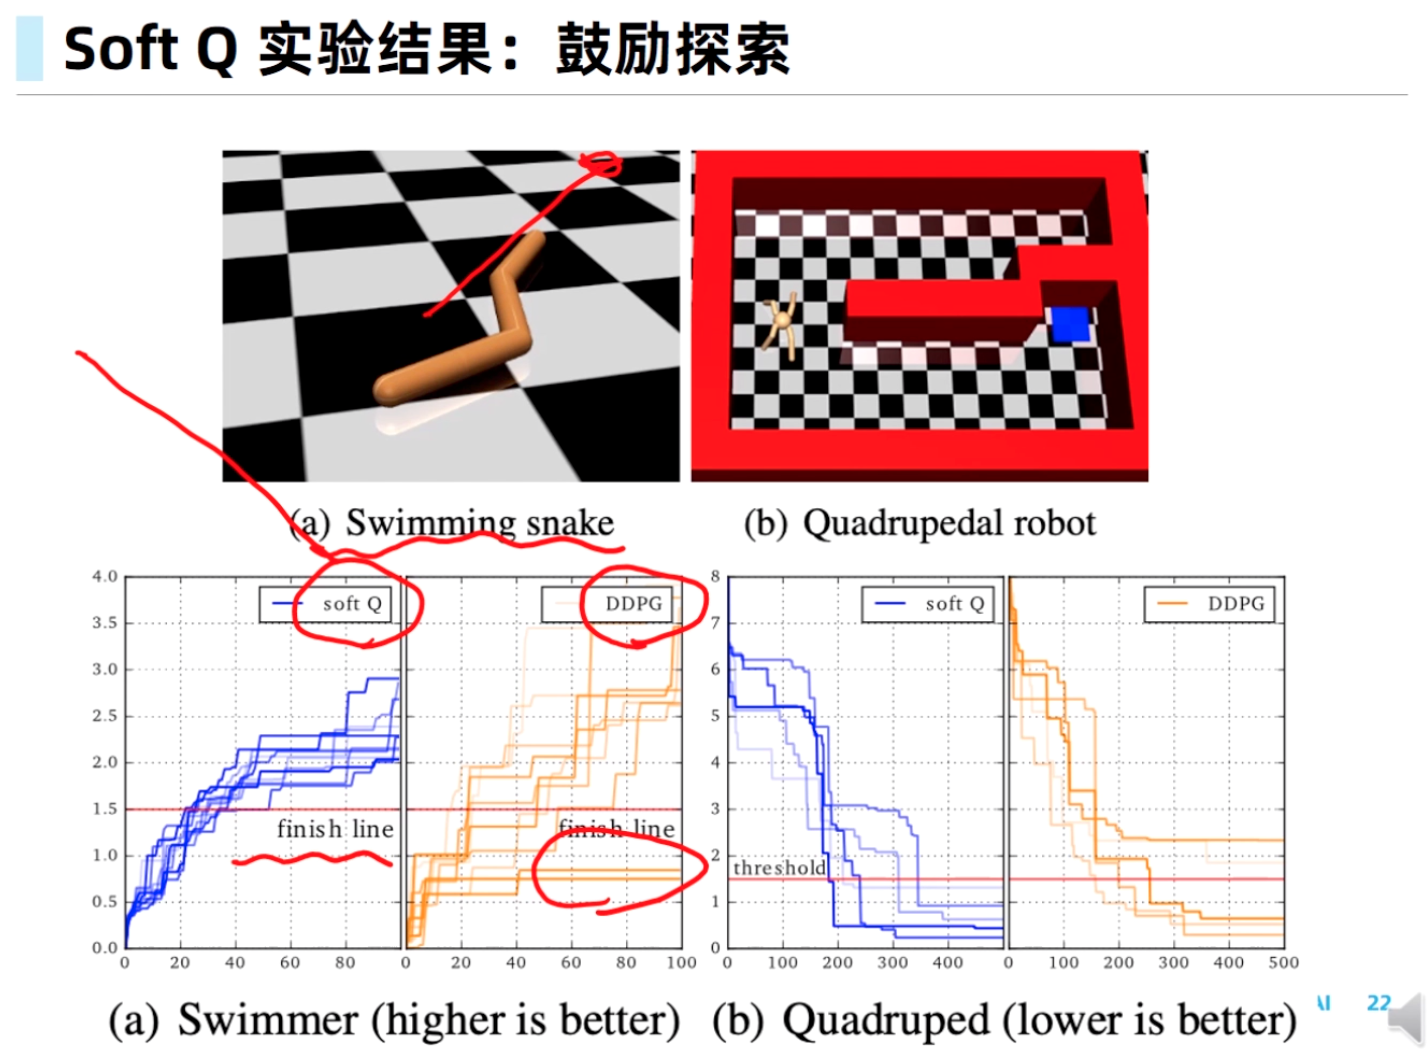 Soft Q 实验结果：鼓励探索
(a) Swimming snake
(b) Quadrupedal robot
4.0
3.5
3.0
2.5
2.0
1.5
1.0
0.5
0.0
soft Q
finish line
0 20 40 60 80
DDPG
finish line
0 20 40 60 80 100
8
7
6
5
4
3
2
1
0
soft Q
threshold
0 100 200 300 400
DDPG
0 100 200 300 400 500
(a) Swimmer (higher is better)
(b) Quadruped (lower is better)
22